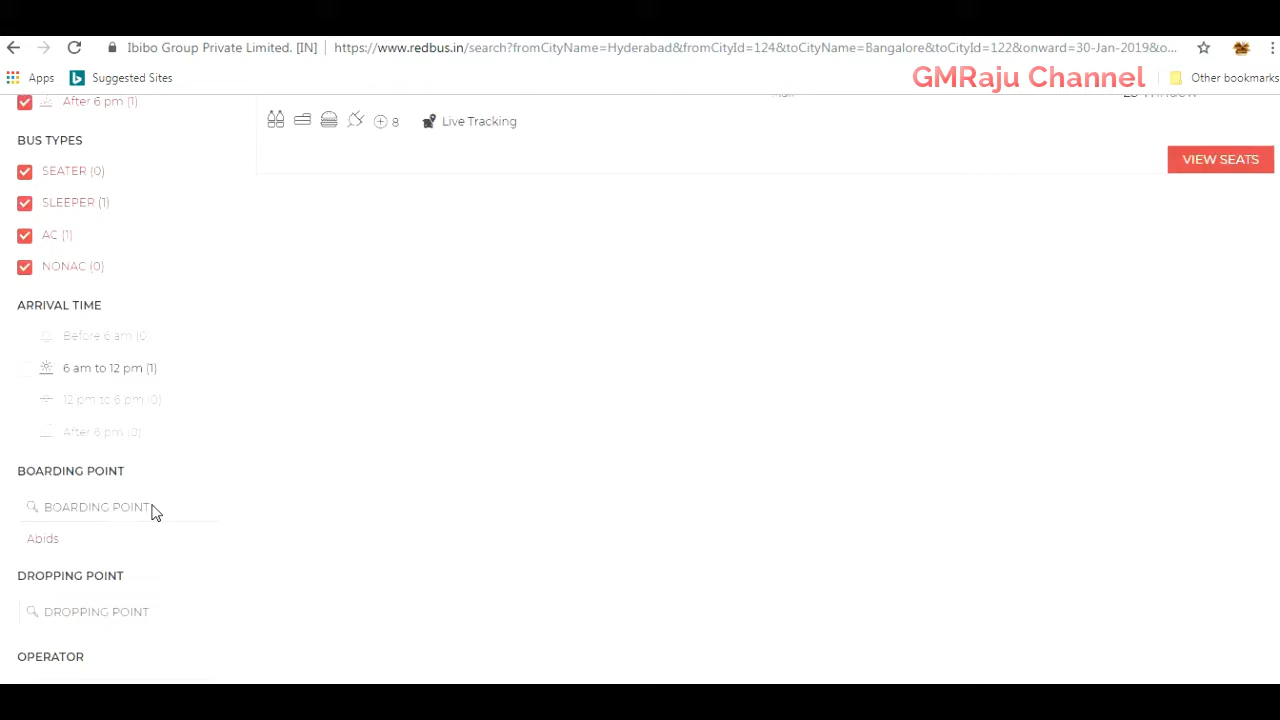 Ibibo Group Private Limited. [IN]
https://www.redbus.in/search?fromCityName=Hyderabad&fromCityId=124&toCityName=Bangalore&toCityId=122&onward=30-Jan-2019&o...
Apps
Suggested Sites
GMRaju Channel
Other bookmarks
After 6 pm (1)
8
Live Tracking
BUS TYPES
VIEW SEATS
SEATER (0)
SLEEPER (1)
AC (1)
NONAC (0)
ARRIVAL TIME
Before 6 am (0
6 am to 12 pm (1)
12 pm to 6 pm (0)
After 6 pm (0)
BOARDING POINT
BOARDING POINT
Abids
DROPPING POINT
DROPPING POINT
OPERATOR